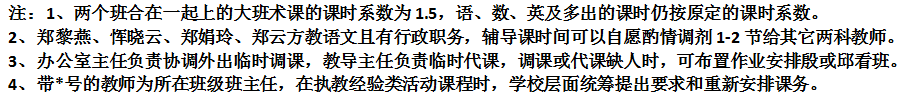 注：1、两个班合在一起上的大班术课的课时系数为 1.5，语、数、英及多出的课时仍按原定的课时系数。
2、郑黎燕、恽晓云、郑娟玲、郑云方教语文且有行政职务，辅导课时间可以自愿酌情调剂 1-2 节给其它两科教师。
3、办公室主任负责协调外出临时调课，教导主任负责临时代课，调课或代课缺人时，可布置作业安排段或邱看班。
4、带*号的教师为所在班级班主任，在执教经验类活动课程时，学校层面统筹提出要求和重新安排课务。